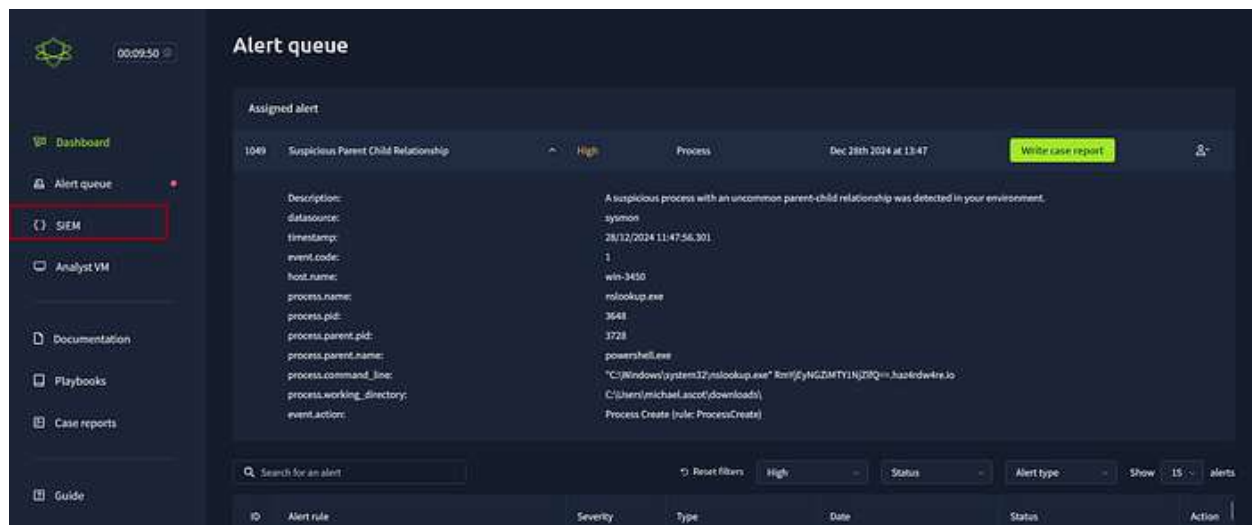 00:09:50
Alert queue
Assigned alert
Dashboard
1049 Suspicious Parent Child Relationship High Process Dec 28th 2024 at 13:47 Write case report
Alert queue
Description: A suspicious process with an uncommon parent-child relationship was detected in your environment.
datasource: sysmon
SIEM
timestamp: 28/12/2024 11:47:56.301
event.code: 1
Analyst VM
host.name: win-3450
process.name: nslookup.exe
process.pid: 3648
process.parent.pid: 3728
Documentation
process.parent.name: powershell.exe
process.command_line: "C:\Windows\system32\nslookup.exe" .haz4rdw4re.io
Playbooks
process.working_directory: C:\Users\michael.ascot\downloads\
event.action: Process Create (rule: ProcessCreate)
Case reports
Search for an alert Reset filters High Status Alert type Show 15 alerts
Guide
ID Alert rule Severity Type Date Status Action